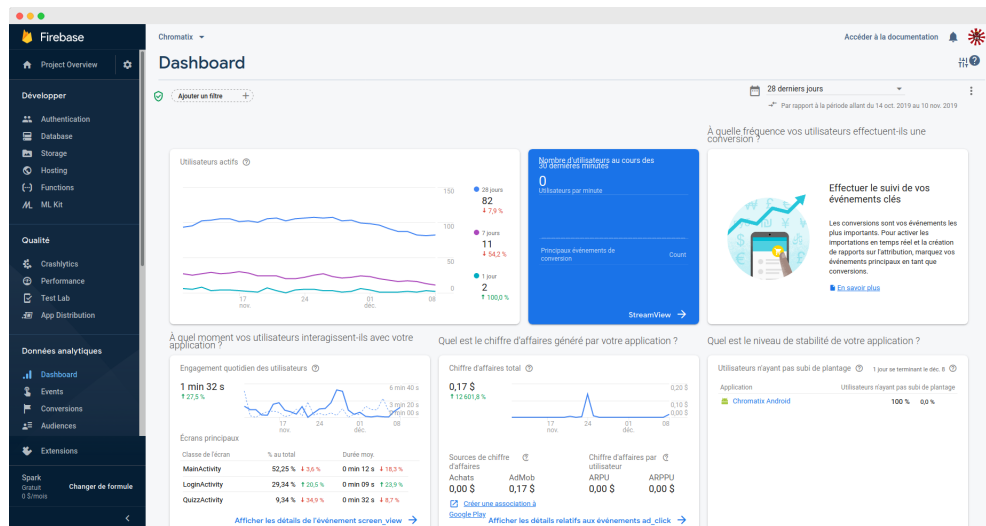 Firebase
Chromatix
Accéder à la documentation
Project Overview
Dashboard
Développer
Ajouter un filtre +
28 derniers jours
Par rapport à la période allant du 14 oct. 2019 au 10 nov. 2019
Authentication
Database
Storage
Hosting
Functions
ML Kit
Qualité
Crashlytics
Performance
Test Lab
App Distribution
Données analytiques
Dashboard
Events
Conversions
Audiences
Extensions
Spark
Gratuit
0 $/mois
Changer de formule
Utilisateurs actifs
150
100
50
0
17
nov.
24
01
déc.
08
28 jours
82
↓ 7,9 %
7 jours
11
↓ 54,2 %
1 jour
2
↑ 100,0 %
Nombre d'utilisateurs au cours des
30 dernières minutes
0
Utilisateurs par minute
Principaux événements de
conversion
Count
StreamView
À quelle fréquence vos utilisateurs effectuent-ils une
conversion ?
Effectuer le suivi de vos
événements clés
Les conversions sont vos événements les
plus importants. Pour activer les
importations en temps réel et la création
de rapports sur l'attribution, marquez vos
événements principaux en tant que
conversions.
En savoir plus
À quel moment vos utilisateurs interagissent-ils avec votre
application ?
Engagement quotidien des utilisateurs
1 min 32 s
↑ 27,5 %
6 min 40 s
3 min 20 s
0 min 00 s
17
nov.
24
01
déc.
08
Écrans principaux
Classe de l'écran % au total Durée moy.
MainActivity 52,25 % ↓ 3,6 % 0 min 12 s ↓ 18,3 %
LoginActivity 29,34 % ↑ 20,5 % 0 min 09 s ↑ 23,9 %
QuizzActivity 9,34 % ↓ 34,9 % 0 min 32 s ↓ 8,7 %
Afficher les détails de l'événement screen_view
Quel est le chiffre d'affaires généré par votre application ?
Chiffre d'affaires total
0,17 $
↑ 12 601,8 %
0,20 $
0,10 $
0,00 $
17
nov.
24
01
déc.
08
Sources de chiffre
d'affaires
Chiffre d'affaires par
utilisateur
Achats AdMob ARPU ARPPU
0,00 $ 0,17 $ 0,00 $ 0,00 $
Créer une association à
Google Play
Afficher les détails relatifs aux événements ad_click
Quel est le niveau de stabilité de votre application ?
Utilisateurs n'ayant pas subi de plantage
1 jour se terminant le déc. 8
Application Utilisateurs n'ayant pas subi de plantage
Chromatix Android 100 % 0,0 %